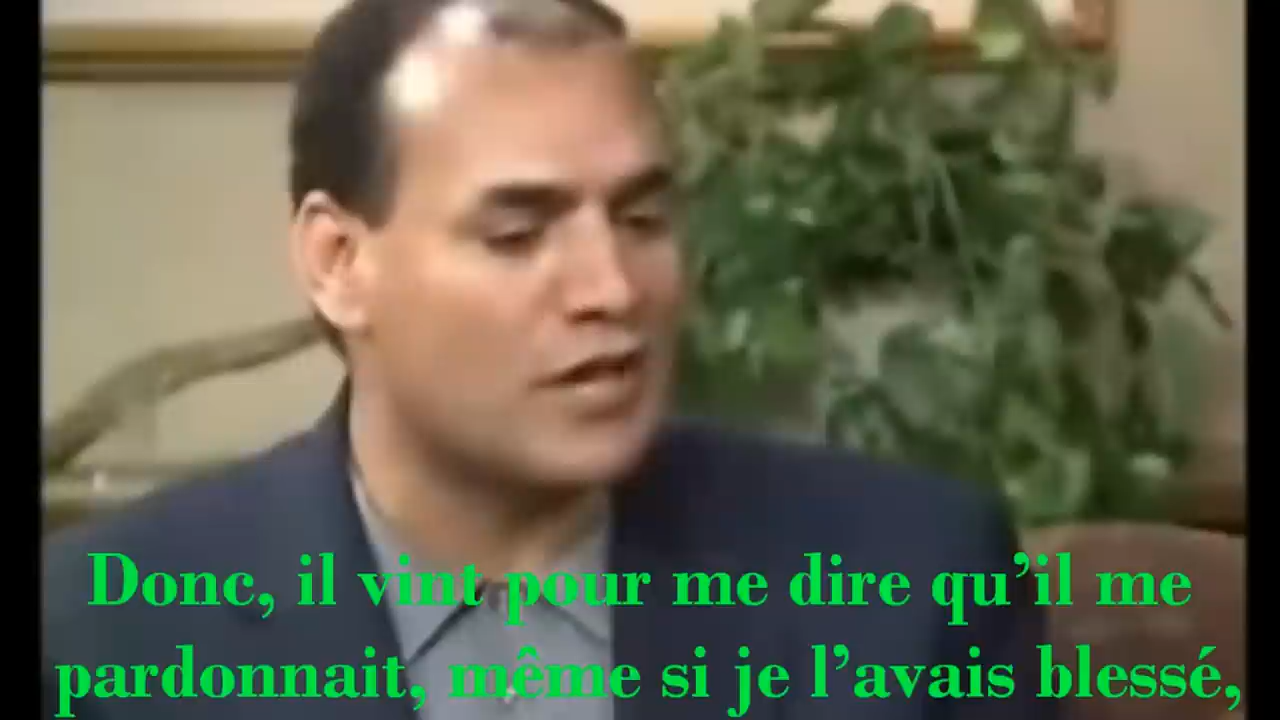 Donc, il vint pour me dire qu’il me
pardonnait, même si je l’avais blessé,